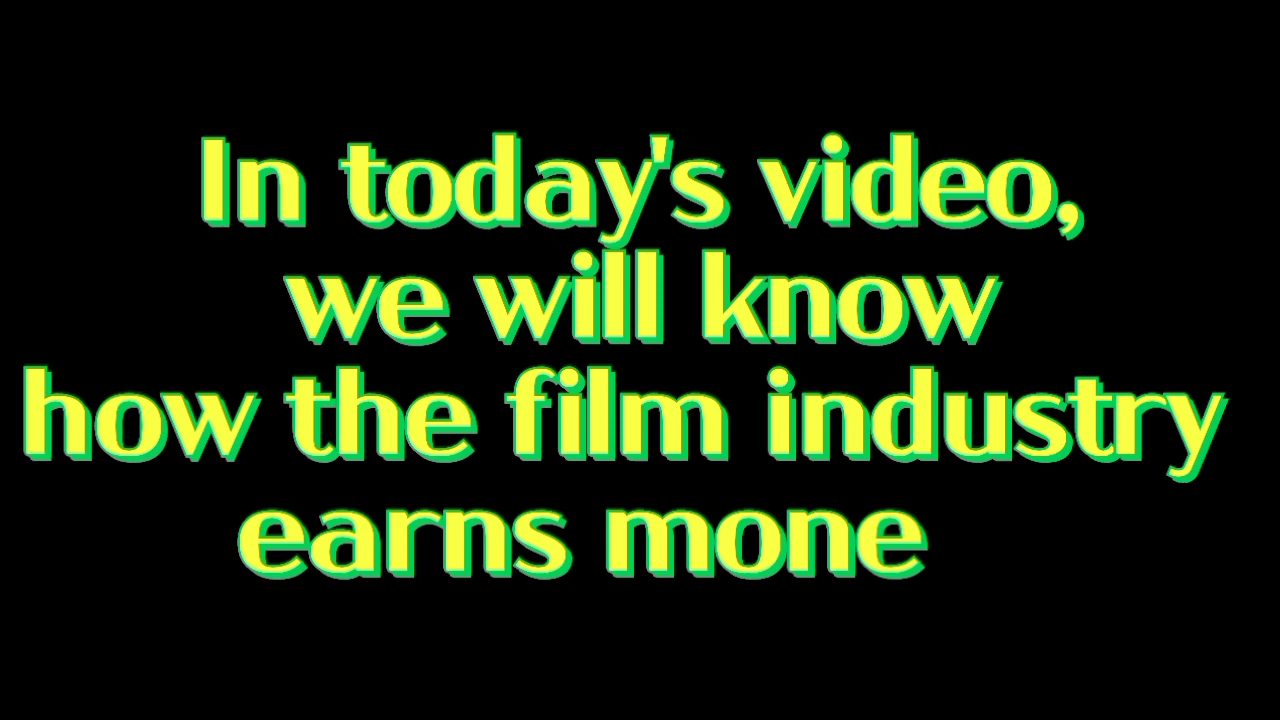 In today's video,
we will know
how the film industry
earns mone